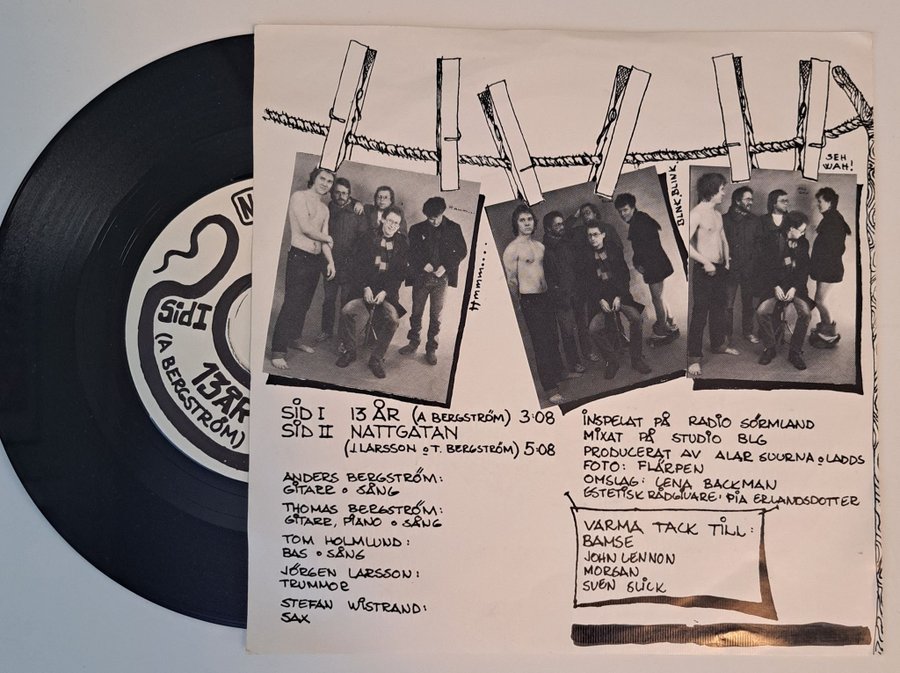 SEH
WAH!
BLINK, BLINK
Hmmm....
Sid I
13 ÅR
(A BERGSTRÖM)
SID I 13 ÅR (A BERGSTRÖM) 3:08
SID II NATTGATAN
(J. LARSSON o T. BERGSTRÖM) 5:08
ANDERS BERGSTRÖM:
GITARR o SÅNG
THOMAS BERGSTRÖM:
GITARR, PIANO o SÅNG
TOM HOLMLUND:
BAS o SÅNG
JÖRGEN LARSSON:
TRUMMOR
STEFAN WISTRAND:
SAX
INSPELAT PÅ RADIO SÖRMLAND
MIXAT PÅ STUDIO BLG
PRODUCERAT AV ALAR SUURNA o LADDS
FOTO: FLÄRPEN
OMSLAG: LENA BACKMAN
ESTETISK RÅDGIVARE: PIA ERLANDSDOTTER
VARMA TACK TILL:
BAMSE
JOHN LENNON
MORGAN
SVEN SLICK